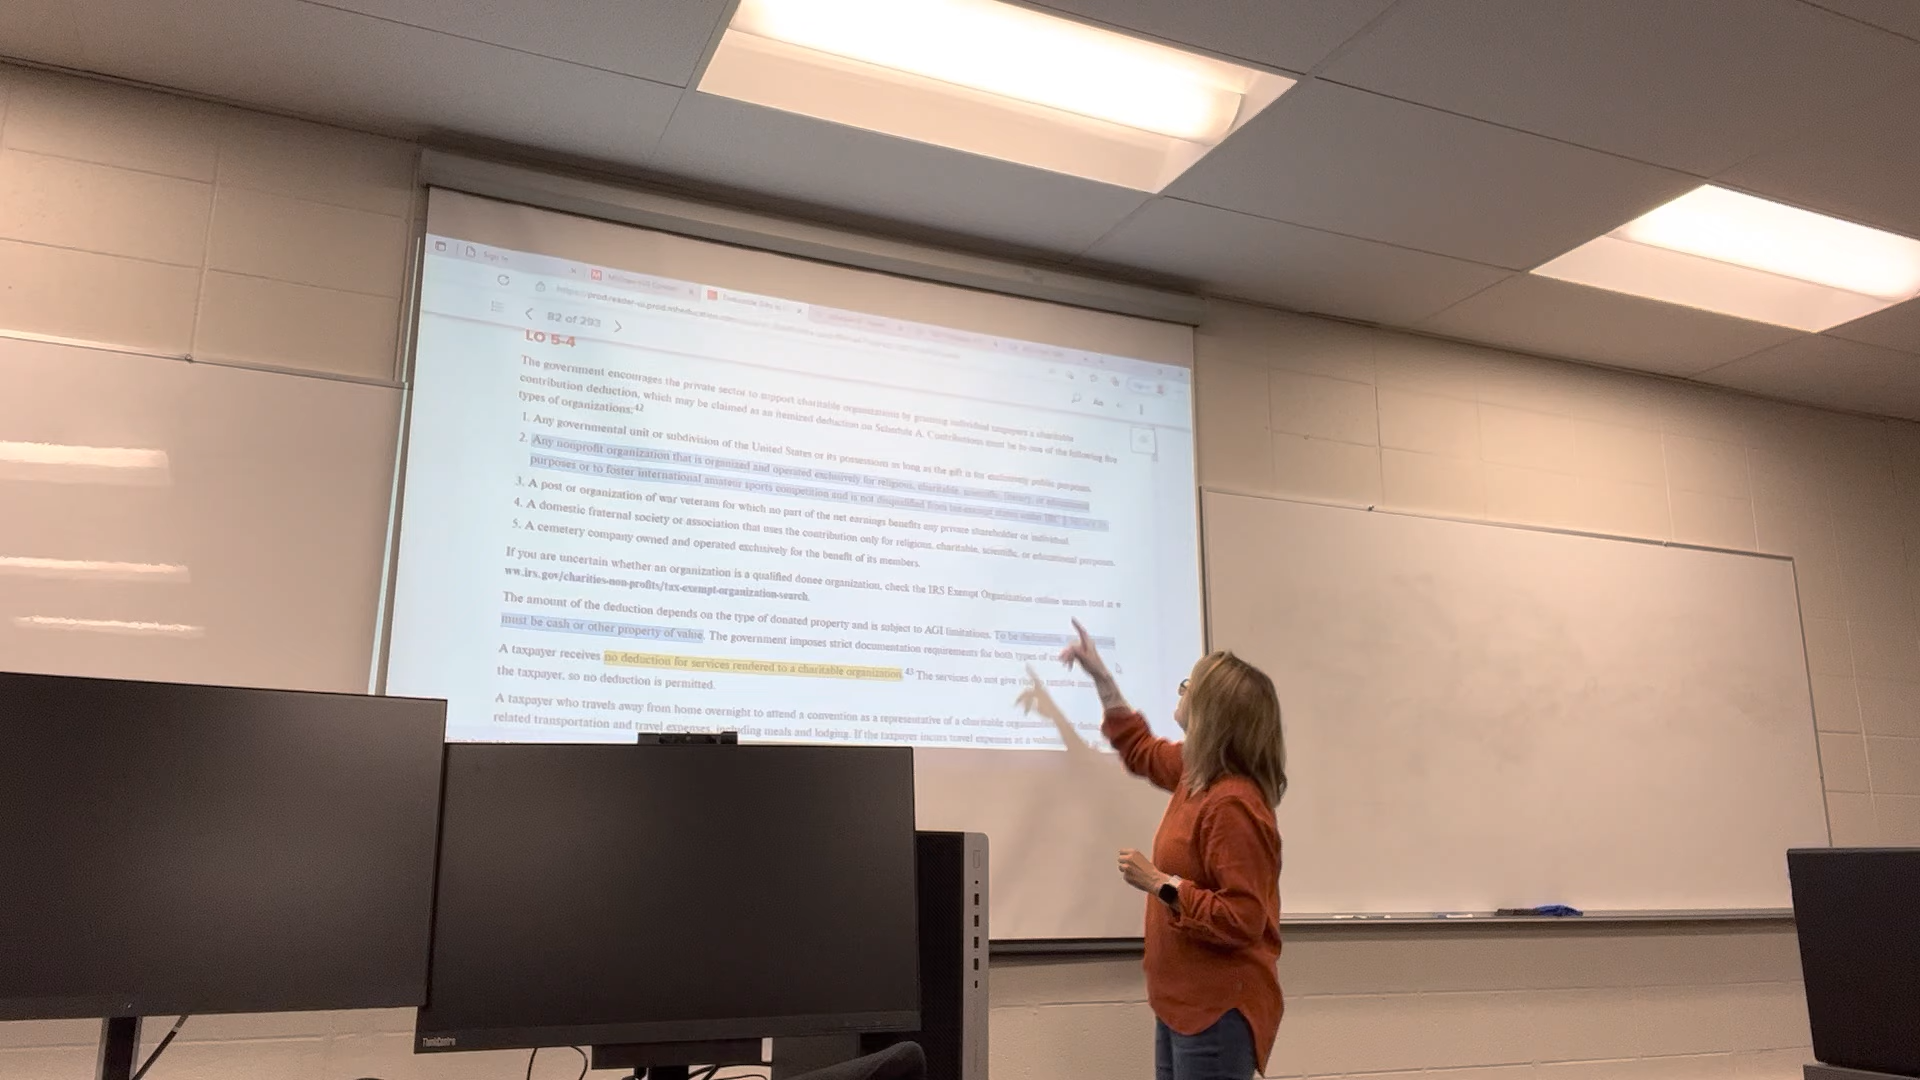 Sign in
82 of 293
LO 5-4
The government encourages the private sector to support charitable organizations by granting individual taxpayers a charitable
contribution deduction, which may be claimed as an itemized deduction on Schedule A. Contributions must be to one of the following five
types of organizations:42
1. Any governmental unit or subdivision of the United States or its possessions as long as the gift is for exclusively public purposes.
2. Any nonprofit organization that is organized and operated exclusively for religious, charitable, scientific, literary, or educational
purposes or to foster international amateur sports competition and is not disqualified from tax-exempt status under
3. A post or organization of war veterans for which no part of the net earnings benefits any private shareholder or individual.
4. A domestic fraternal society or association that uses the contribution only for religious, charitable, scientific, or educational purposes.
5. A cemetery company owned and operated exclusively for the benefit of its members.
If you are uncertain whether an organization is a qualified donee organization, check the IRS Exempt Organization online search tool at w
ww.irs.gov/charities-non-profits/tax-exempt-organization-search.
The amount of the deduction depends on the type of donated property and is subject to AGI limitations. To be deductible,
must be cash or other property of value. The government imposes strict documentation requirements for both types of
A taxpayer receives no deduction for services rendered to a charitable organization.43 The services do not give rise to taxable
the taxpayer, so no deduction is permitted.
A taxpayer who travels away from home overnight to attend a convention as a representative of a charitable
related transportation and travel expenses, including meals and lodging. If the taxpayer incurs travel expenses as a
ThinkCentre